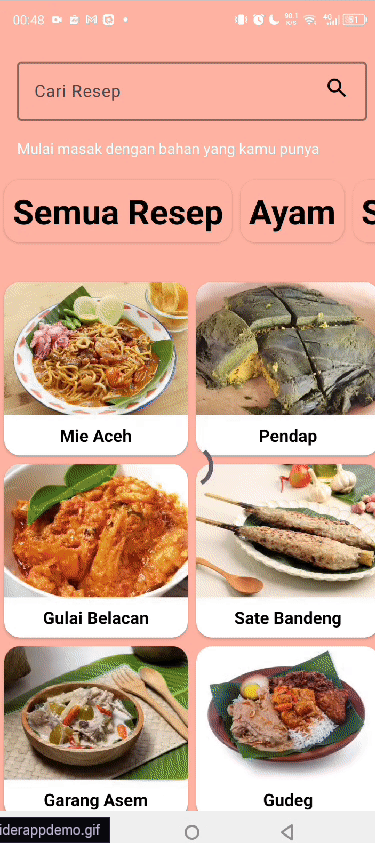 00:48
Cari Resep
Mulai masak dengan bahan yang kamu punya
Semua Resep Ayam S
Mie Aceh Pendap
Gulai Belacan Sate Bandeng
Garang Asem Gudeg
iderappdemo.gif